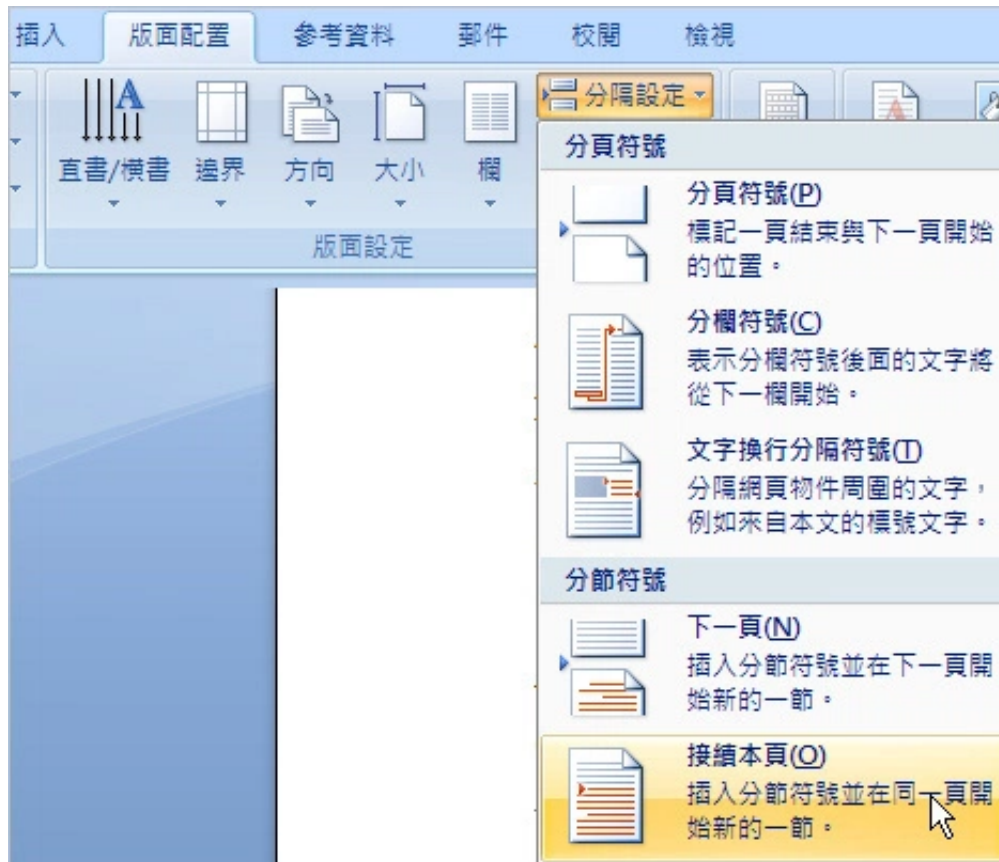 插入 版面配置 參考資料 郵件 校閱 檢視
分隔設定
直書/橫書 邊界 方向 大小 欄
版面設定
分頁符號
分頁符號(P)
標記一頁結束與下一頁開始
的位置。
分欄符號(C)
表示分欄符號後面的文字將
從下一欄開始。
文字換行分隔符號(T)
分隔網頁物件周圍的文字,
例如來自本文的標號文字。
分節符號
下一頁(N)
插入分節符號並在下一頁開
始新的一節。
接續本頁(O)
插入分節符號並在同一頁開
始新的一節。